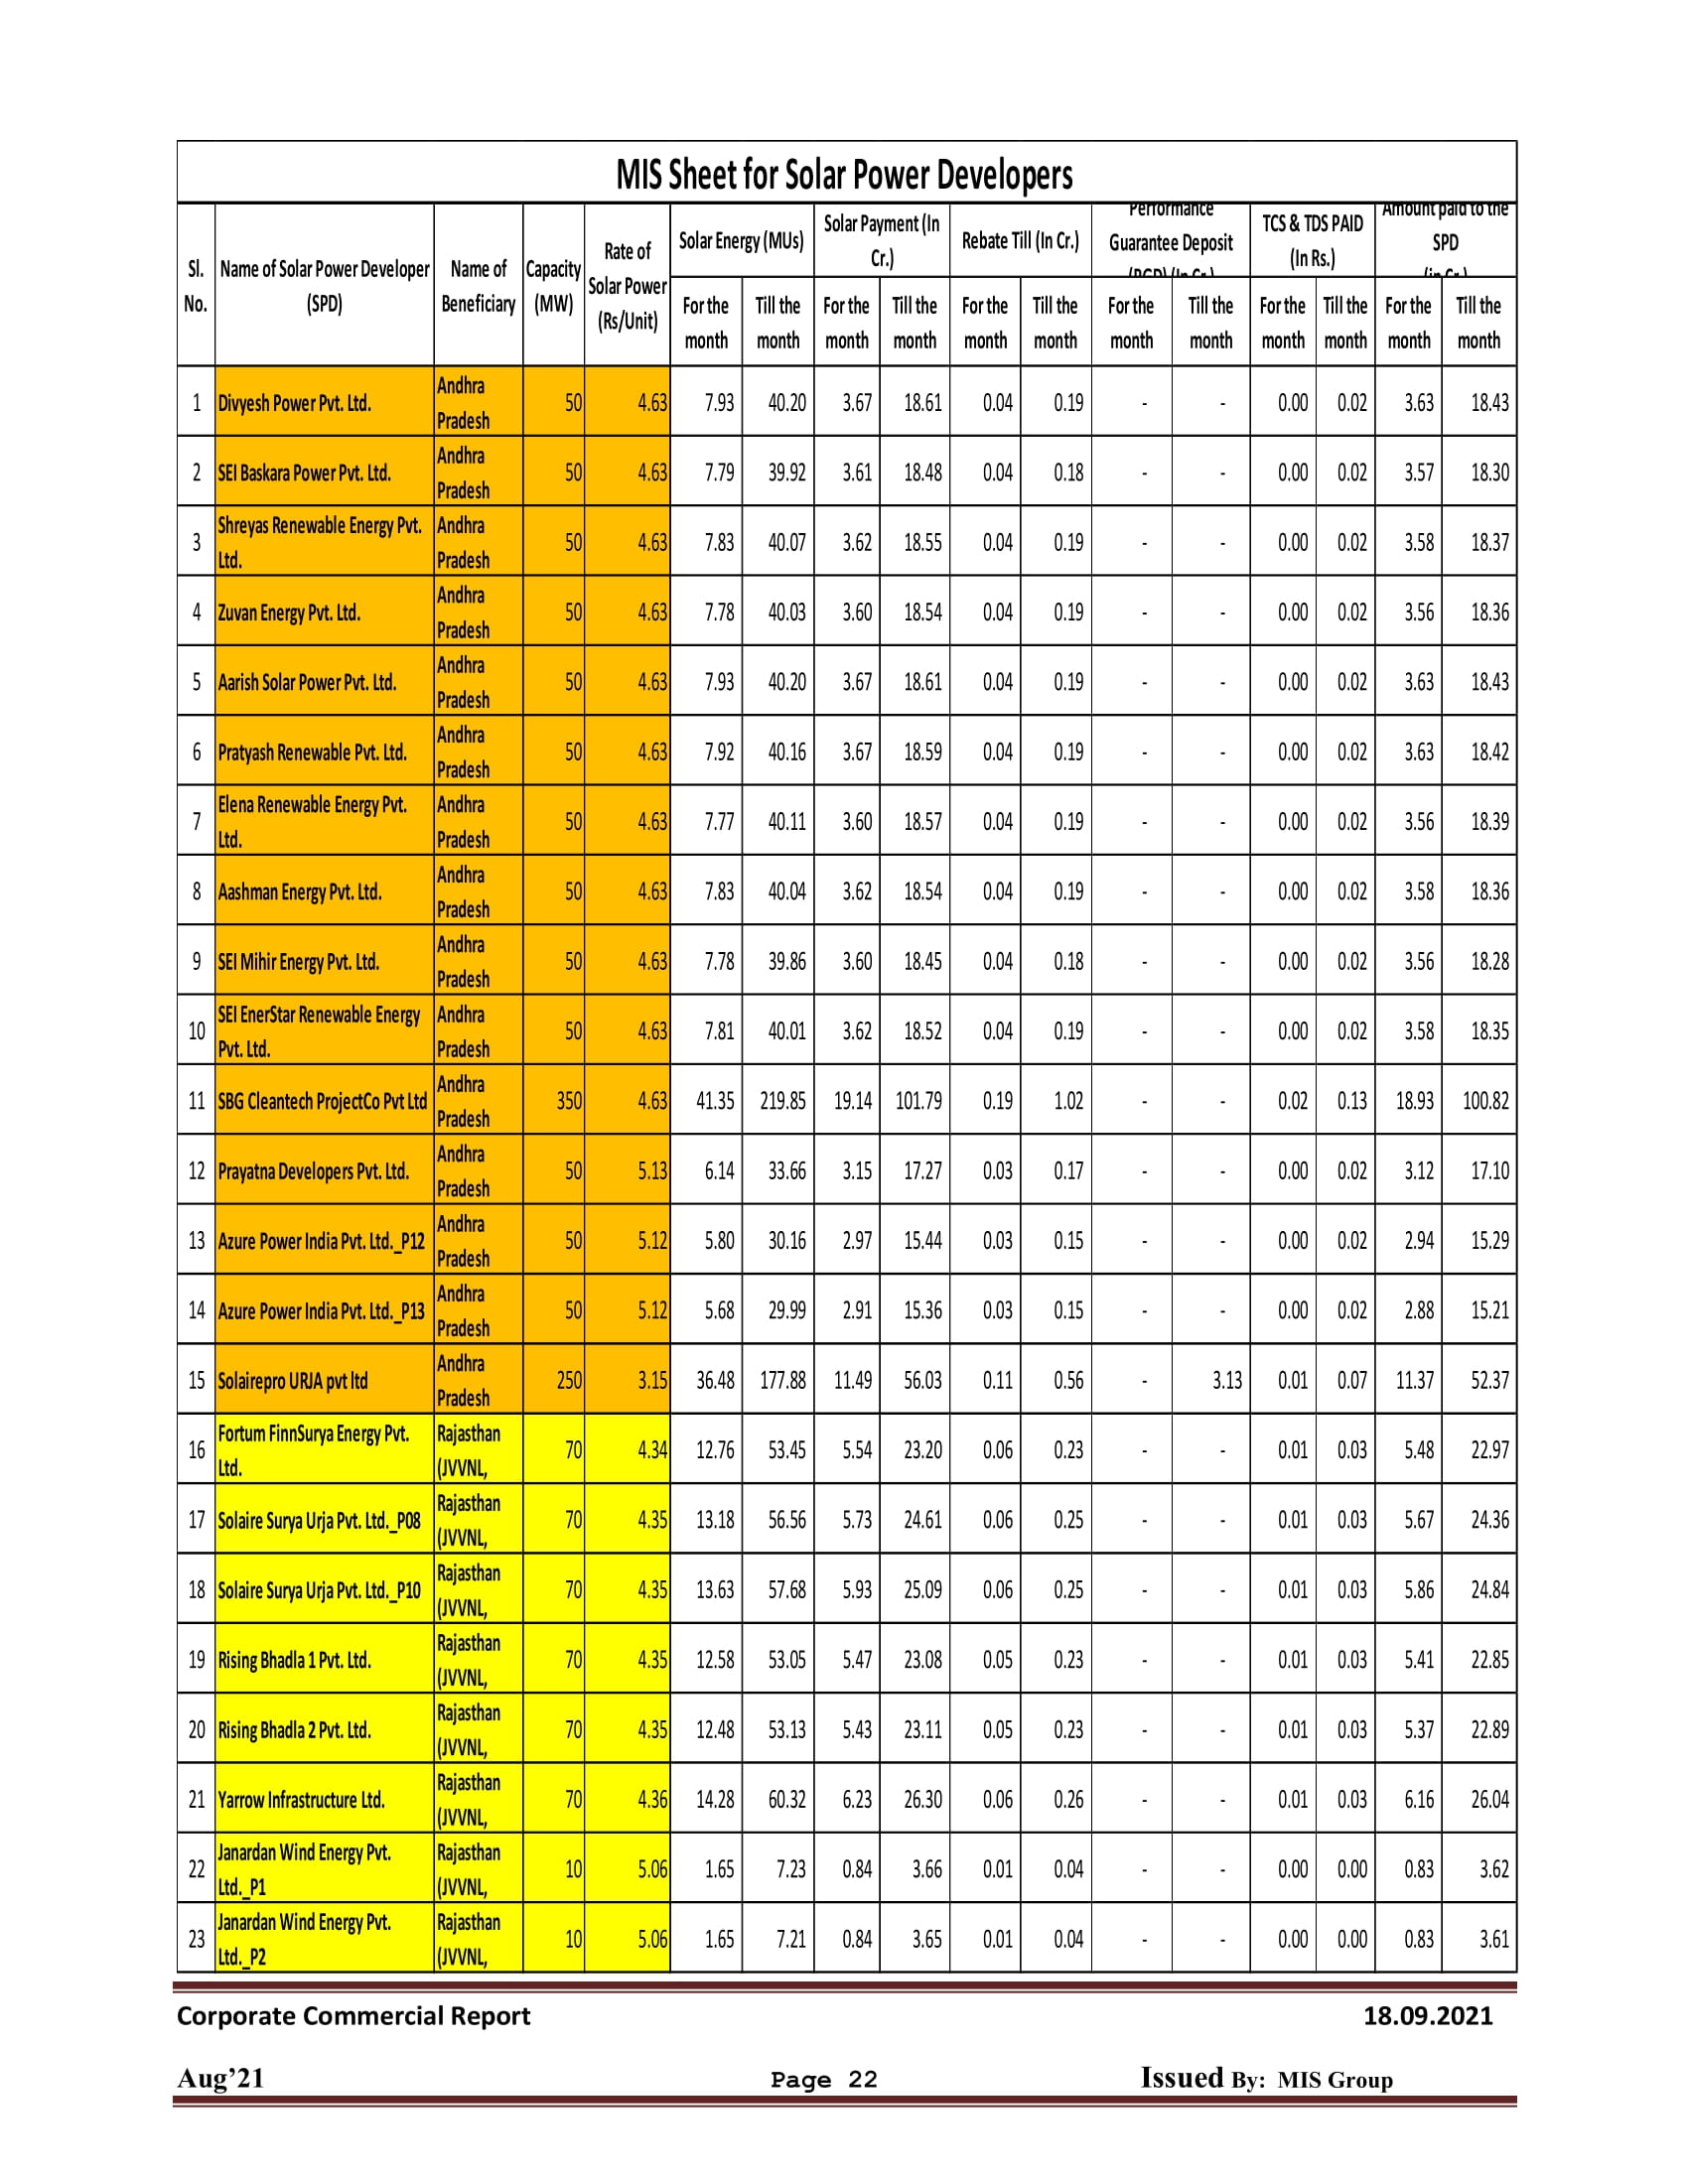 MIS Sheet for Solar Power Developers
Sl. No. Name of Solar Power Developer (SPD) Name of Beneficiary Capacity (MW) Rate of Solar Power (Rs/Unit) Solar Energy (MUs) Solar Payment (In Cr.) Rebate Till (In Cr.) Performance Guarantee Deposit (PGD) (In Cr.) TCS & TDS PAID (In Rs.) Amount paid to the SPD (in Cr.)
For the month Till the month For the month Till the month For the month Till the month For the month Till the month For the month Till the month For the month Till the month
1 Divyesh Power Pvt. Ltd. Andhra Pradesh 50 4.63 7.93 40.20 3.67 18.61 0.04 0.19 - - 0.00 0.02 3.63 18.43
2 SEI Baskara Power Pvt. Ltd. Andhra Pradesh 50 4.63 7.79 39.92 3.61 18.48 0.04 0.18 - - 0.00 0.02 3.57 18.30
3 Shreyas Renewable Energy Pvt. Ltd. Andhra Pradesh 50 4.63 7.83 40.07 3.62 18.55 0.04 0.19 - - 0.00 0.02 3.58 18.37
4 Zuvan Energy Pvt. Ltd. Andhra Pradesh 50 4.63 7.78 40.03 3.60 18.54 0.04 0.19 - - 0.00 0.02 3.56 18.36
5 Aarish Solar Power Pvt. Ltd. Andhra Pradesh 50 4.63 7.93 40.20 3.67 18.61 0.04 0.19 - - 0.00 0.02 3.63 18.43
6 Pratyash Renewable Pvt. Ltd. Andhra Pradesh 50 4.63 7.92 40.16 3.67 18.59 0.04 0.19 - - 0.00 0.02 3.63 18.42
7 Elena Renewable Energy Pvt. Ltd. Andhra Pradesh 50 4.63 7.77 40.11 3.60 18.57 0.04 0.19 - - 0.00 0.02 3.56 18.39
8 Aashman Energy Pvt. Ltd. Andhra Pradesh 50 4.63 7.83 40.04 3.62 18.54 0.04 0.19 - - 0.00 0.02 3.58 18.36
9 SEI Mihir Energy Pvt. Ltd. Andhra Pradesh 50 4.63 7.78 39.86 3.60 18.45 0.04 0.18 - - 0.00 0.02 3.56 18.28
10 SEI EnerStar Renewable Energy Pvt. Ltd. Andhra Pradesh 50 4.63 7.81 40.01 3.62 18.52 0.04 0.19 - - 0.00 0.02 3.58 18.35
11 SBG Cleantech ProjectCo Pvt Ltd Andhra Pradesh 350 4.63 41.35 219.85 19.14 101.79 0.19 1.02 - - 0.02 0.13 18.93 100.82
12 Prayatna Developers Pvt. Ltd. Andhra Pradesh 50 5.13 6.14 33.66 3.15 17.27 0.03 0.17 - - 0.00 0.02 3.12 17.10
13 Azure Power India Pvt. Ltd._P12 Andhra Pradesh 50 5.12 5.80 30.16 2.97 15.44 0.03 0.15 - - 0.00 0.02 2.94 15.29
14 Azure Power India Pvt. Ltd._P13 Andhra Pradesh 50 5.12 5.68 29.99 2.91 15.36 0.03 0.15 - - 0.00 0.02 2.88 15.21
15 Solairepro URJA pvt ltd Andhra Pradesh 250 3.15 36.48 177.88 11.49 56.03 0.11 0.56 - 3.13 0.01 0.07 11.37 52.37
16 Fortum FinnSurya Energy Pvt. Ltd. Rajasthan (JVVNL, 70 4.34 12.76 53.45 5.54 23.20 0.06 0.23 - - 0.01 0.03 5.48 22.97
17 Solaire Surya Urja Pvt. Ltd._P08 Rajasthan (JVVNL, 70 4.35 13.18 56.56 5.73 24.61 0.06 0.25 - - 0.01 0.03 5.67 24.36
18 Solaire Surya Urja Pvt. Ltd._P10 Rajasthan (JVVNL, 70 4.35 13.63 57.68 5.93 25.09 0.06 0.25 - - 0.01 0.03 5.86 24.84
19 Rising Bhadla 1 Pvt. Ltd. Rajasthan (JVVNL, 70 4.35 12.58 53.05 5.47 23.08 0.05 0.23 - - 0.01 0.03 5.41 22.85
20 Rising Bhadla 2 Pvt. Ltd. Rajasthan (JVVNL, 70 4.35 12.48 53.13 5.43 23.11 0.05 0.23 - - 0.01 0.03 5.37 22.89
21 Yarrow Infrastructure Ltd. Rajasthan (JVVNL, 70 4.36 14.28 60.32 6.23 26.30 0.06 0.26 - - 0.01 0.03 6.16 26.04
22 Janardan Wind Energy Pvt. Ltd._P1 Rajasthan (JVVNL, 10 5.06 1.65 7.23 0.84 3.66 0.01 0.04 - - 0.00 0.00 0.83 3.62
23 Janardan Wind Energy Pvt. Ltd._P2 Rajasthan (JVVNL, 10 5.06 1.65 7.21 0.84 3.65 0.01 0.04 - - 0.00 0.00 0.83 3.61
Corporate Commercial Report 18.09.2021
Aug’21 Page 22 Issued By: MIS Group